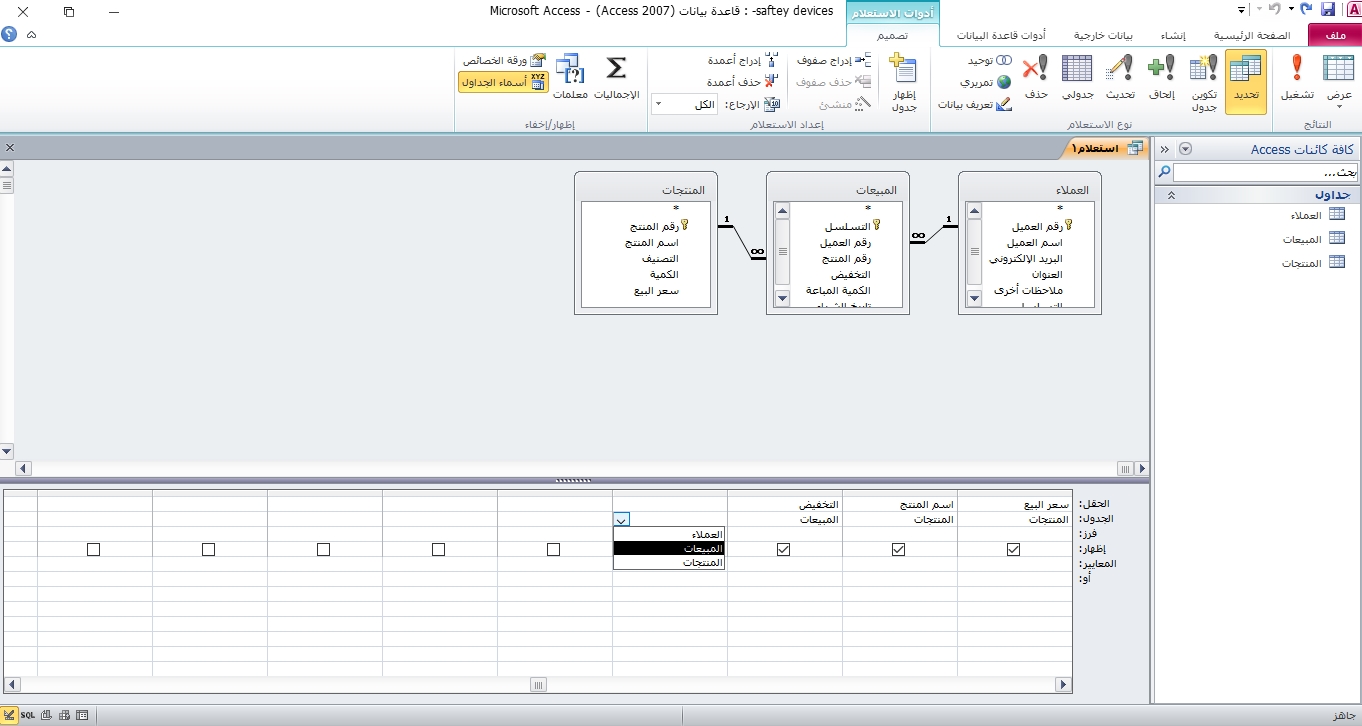 saftey devices- : قاعدة بيانات (Access 2007) - Microsoft Access
أدوات الاستعلام
ملف
الصفحة الرئيسية
إنشاء
بيانات خارجية
أدوات قاعدة البيانات
تصميم
عرض
تشغيل
النتائج
تحديد
تكوين جدول
إلحاق
تحديث
جدولي
حذف
توحيد
تمريري
تعريف بيانات
نوع الاستعلام
إظهار جدول
إدراج صفوف
حذف صفوف
منشئ
إدراج أعمدة
حذف أعمدة
الإرجاع: الكل
إعداد الاستعلام
الإجماليات
معلمات
ورقة الخصائص
أسماء الجداول
إظهار/إخفاء
كافة كائنات Access
بحث...
جداول
العملاء
المبيعات
المنتجات
استعلام١
العملاء
*
رقم العميل
اسم العميل
البريد الإلكتروني
العنوان
ملاحظات أخرى
1
∞
المبيعات
*
التسلسل
رقم العميل
رقم المنتج
التخفيض
الكمية المباعة
تاريخ الشراء
1
∞
المنتجات
*
رقم المنتج
اسم المنتج
التصنيف
الكمية
سعر البيع
الحقل: سعر البيع اسم المنتج التخفيض
الجدول: المنتجات المنتجات المبيعات
فرز:
إظهار:
المعايير:
أو:
العملاء
المبيعات
المنتجات
جاهز
SQL